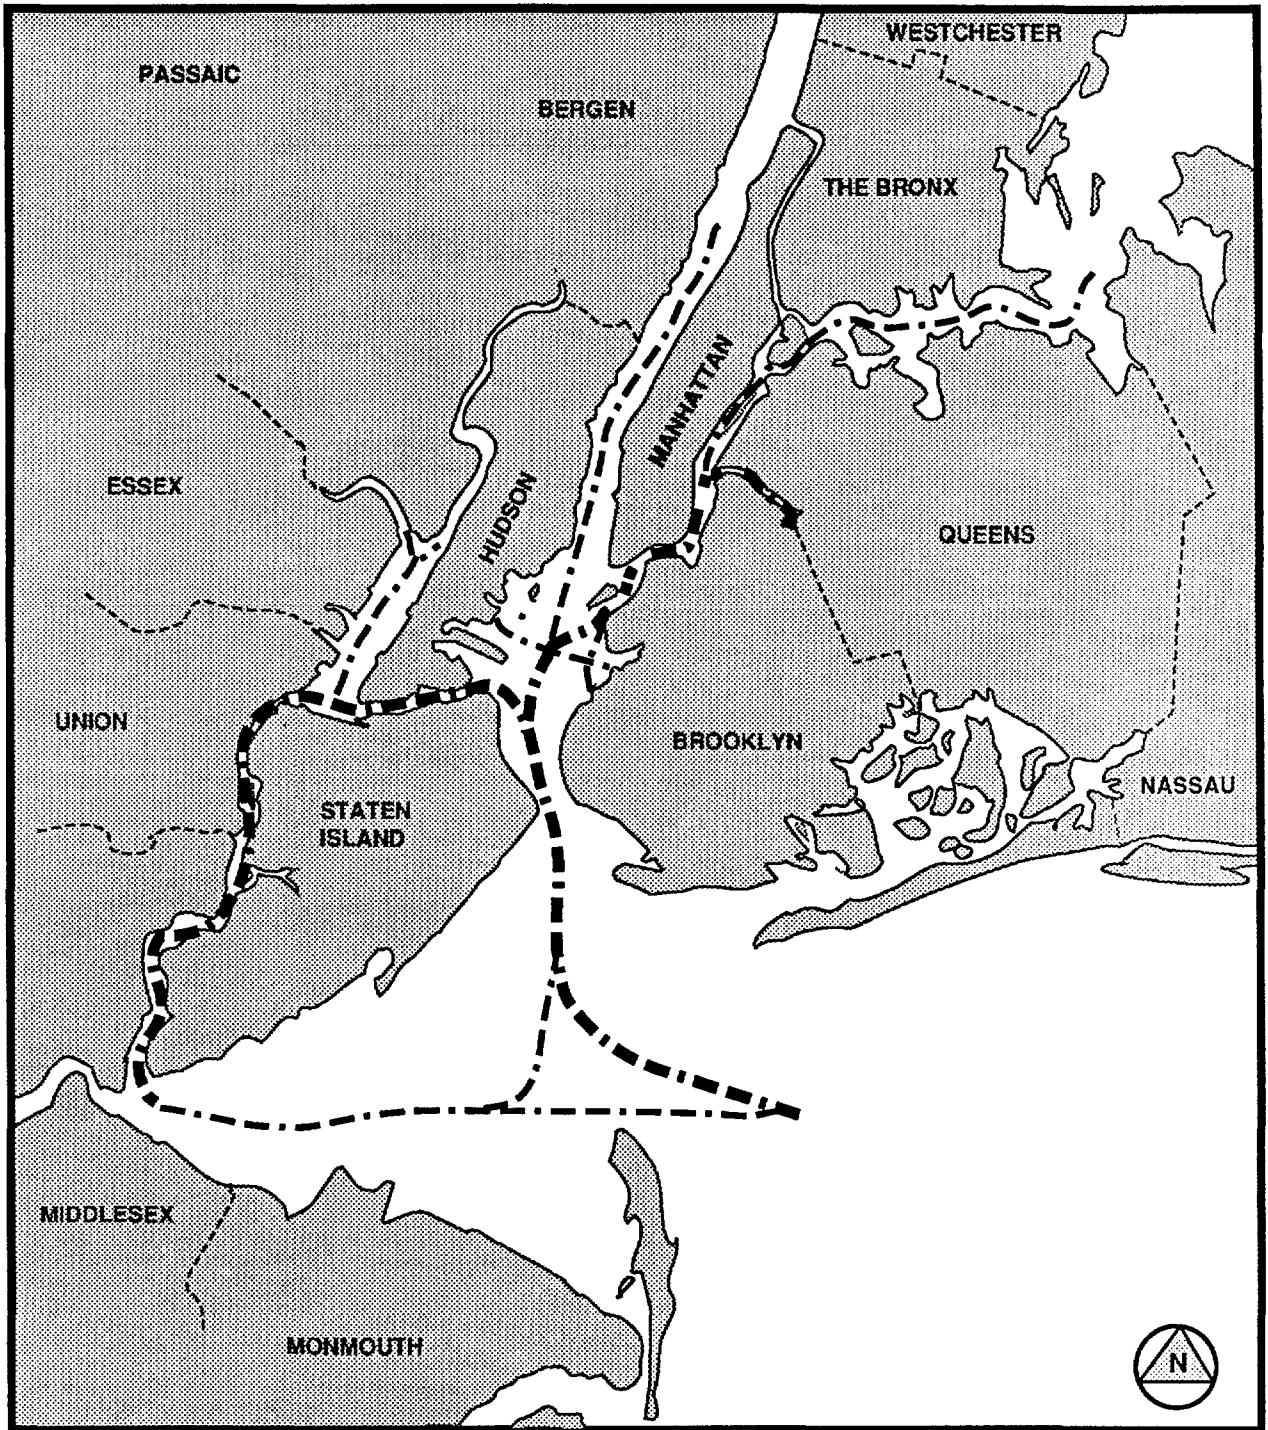 WESTCHESTER
PASSAIC
BERGEN
THE BRONX
MANHATTAN
ESSEX
HUDSON
QUEENS
UNION
BROOKLYN
NASSAU
STATEN
ISLAND
MIDDLESEX
MONMOUTH
N